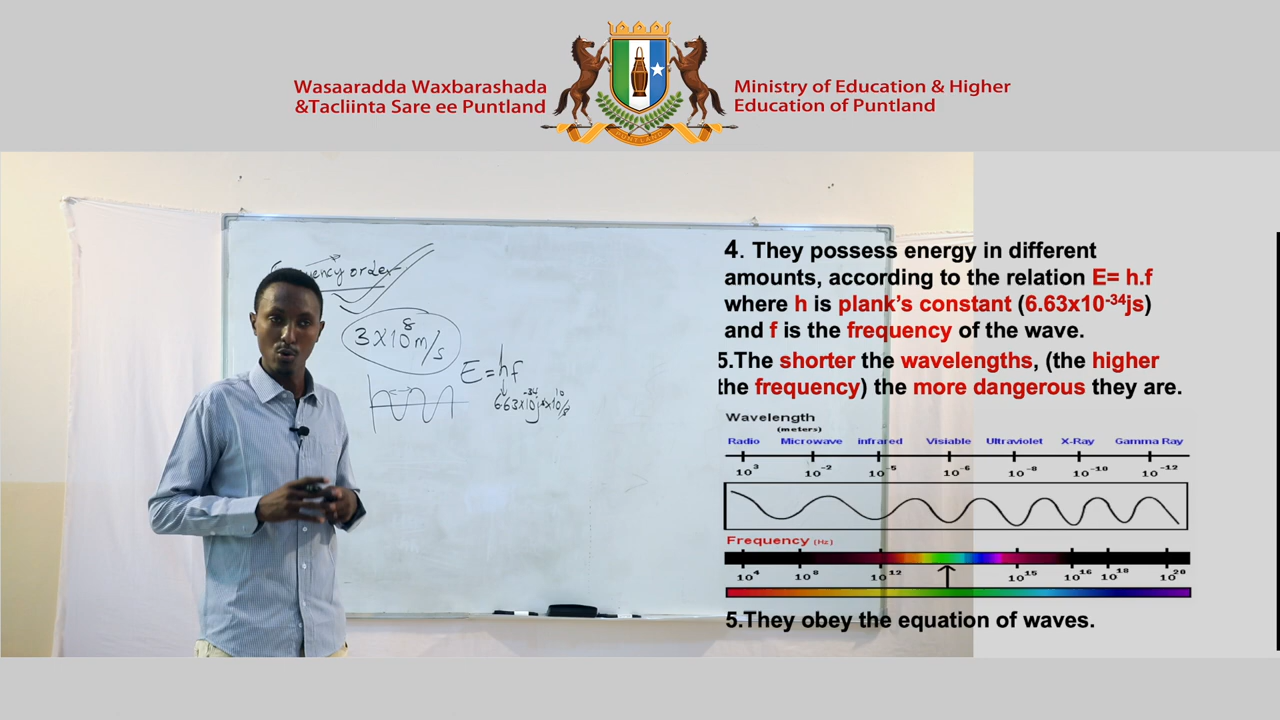 Wasaaradda Waxbarashada
&Tacliinta Sare ee Puntland
Ministry of Education & Higher
Education of Puntland
PUNTLAND
order
3x10⁸m/s
E=hf
4. They possess energy in different
amounts, according to the relation E= h.f
where h is plank's constant (6.63x10⁻³⁴js)
and f is the frequency of the wave.
5.The shorter the wavelengths, (the higher
the frequency) the more dangerous they are.
Wavelength
(meters)
Radio Microwave infrared Visiable Ultraviolet X-Ray Gamma Ray
10³ 10⁻² 10⁻⁵ 10⁻⁶ 10⁻⁸ 10⁻¹⁰ 10⁻¹²
Frequency (Hz)
10⁴ 10⁸ 10¹² 10¹⁵ 10¹⁶ 10¹⁸ 10²⁰
5.They obey the equation of waves.